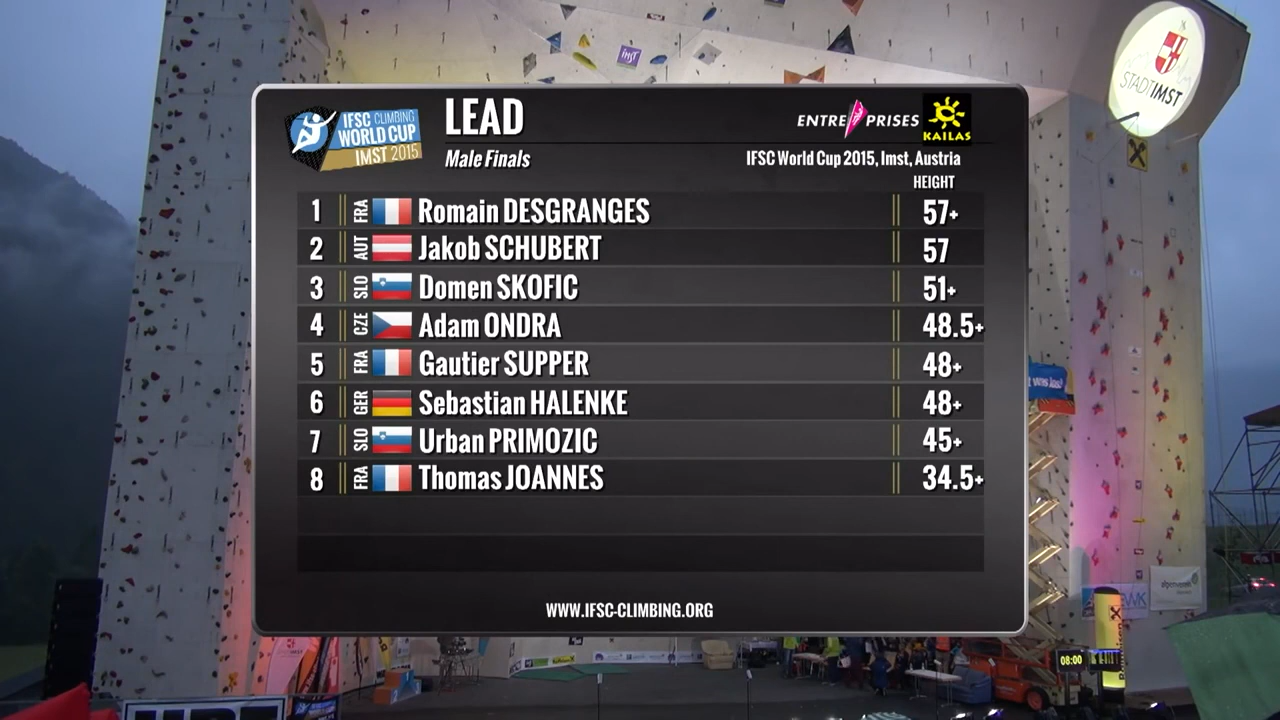 imst
STADTIMST
IFSC CLIMBING
WORLD CUP
IMST 2015
LEAD
Male Finals
ENTRE PRISES
KAILAS
IFSC World Cup 2015, Imst, Austria
HEIGHT
1 FRA Romain DESGRANGES 57+
2 AUT Jakob SCHUBERT 57
3 SLO Domen SKOFIC 51+
4 CZE Adam ONDRA 48.5+
5 FRA Gautier SUPPER 48+
6 GER Sebastian HALENKE 48+
7 SLO Urban PRIMOZIC 45+
8 FRA Thomas JOANNES 34.5+
WWW.IFSC-CLIMBING.ORG
08:00